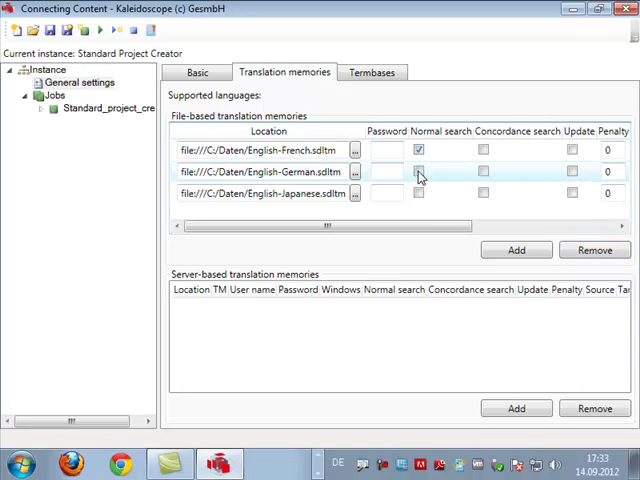 Connecting Content - Kaleidoscope (c) GesmbH
Current instance: Standard Project Creator
Instance
General settings
Jobs
Standard_project_cre
Basic
Translation memories
Termbases
Supported languages:
File-based translation memories
Location Password Normal search Concordance search Update Penalty
file:///C:/Daten/English-French.sdltm ... 0
file:///C:/Daten/English-German.sdltm ... 0
file:///C:/Daten/English-Japanese.sdltm ... 0
Add Remove
Server-based translation memories
Location TM User name Password Windows Normal search Concordance search Update Penalty Source Tar
Add Remove
DE
17:33
14.09.2012